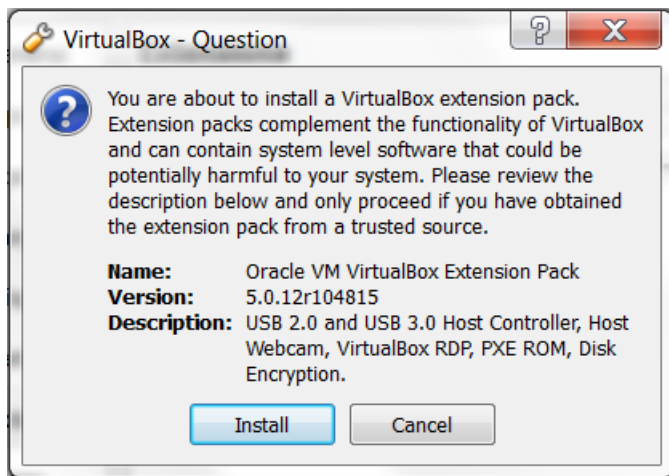 VirtualBox - Question
You are about to install a VirtualBox extension pack.
Extension packs complement the functionality of VirtualBox
and can contain system level software that could be
potentially harmful to your system. Please review the
description below and only proceed if you have obtained
the extension pack from a trusted source.
Name: Oracle VM VirtualBox Extension Pack
Version: 5.0.12r104815
Description: USB 2.0 and USB 3.0 Host Controller, Host
Webcam, VirtualBox RDP, PXE ROM, Disk
Encryption.
Install Cancel